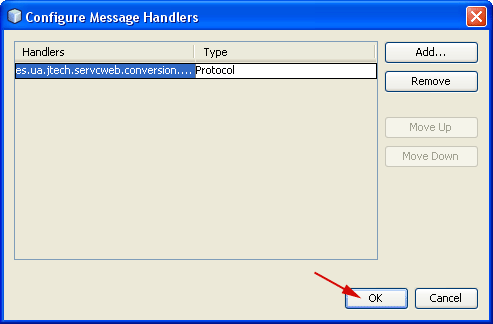 Configure Message Handlers
Handlers Type
es.ua.jtech.servcweb.conversion.... Protocol
Add...
Remove
Move Up
Move Down
OK Cancel